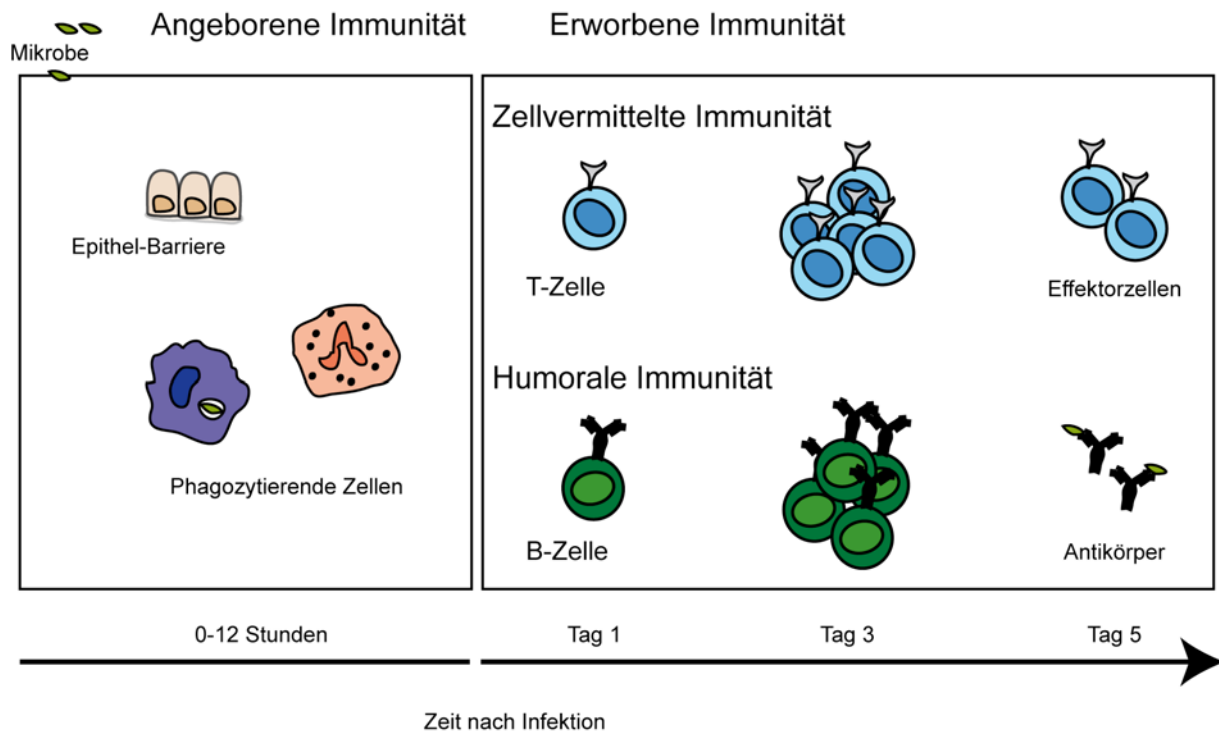 Angeborene Immunität
Erworbene Immunität
Mikrobe
Epithel-Barriere
Phagozytierende Zellen
Zellvermittelte Immunität
T-Zelle
Effektorzellen
Humorale Immunität
B-Zelle
Antikörper
0-12 Stunden
Tag 1
Tag 3
Tag 5
Zeit nach Infektion